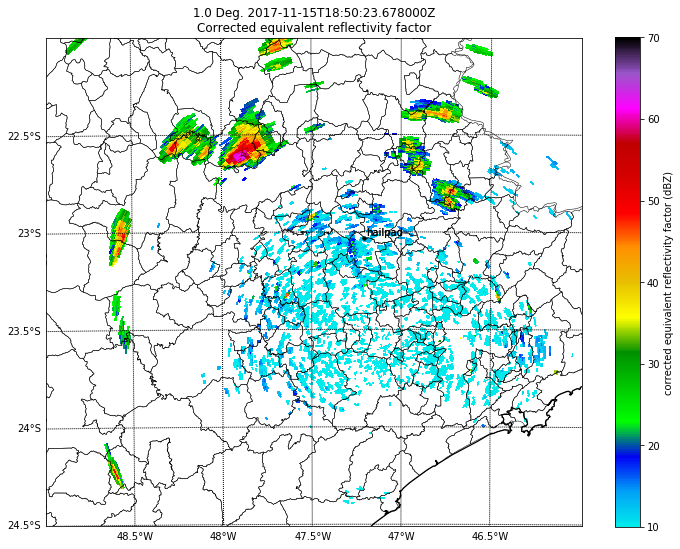 1.0 Deg. 2017-11-15T18:50:23.678000Z
Corrected equivalent reflectivity factor
hailpad
22.5°S
23°S
23.5°S
24°S
24.5°S
48.5°W
48°W
47.5°W
47°W
46.5°W
70
60
50
40
30
20
10
corrected equivalent reflectivity factor (dBZ)